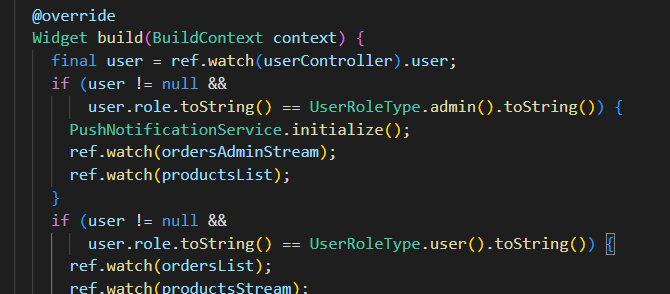 @override
Widget build(BuildContext context) {
final user = ref.watch(userController).user;
if (user != null &&
user.role.toString() == UserRoleType.admin().toString()) {
PushNotificationService.initialize();
ref.watch(ordersAdminStream);
ref.watch(productsList);
}
if (user != null &&
user.role.toString() == UserRoleType.user().toString()) {
ref.watch(ordersList);
ref.watch(productsStream);